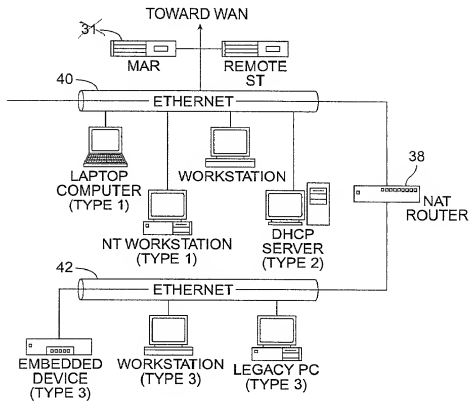 TOWARD WAN
31
MAR
REMOTE
ST
40
ETHERNET
LAPTOP
COMPUTER
(TYPE 1)
WORKSTATION
38
NAT
ROUTER
NT WORKSTATION
(TYPE 1)
DHCP
SERVER
(TYPE 2)
42
ETHERNET
EMBEDDED
DEVICE
(TYPE 3)
WORKSTATION
(TYPE 3)
LEGACY PC
(TYPE 3)